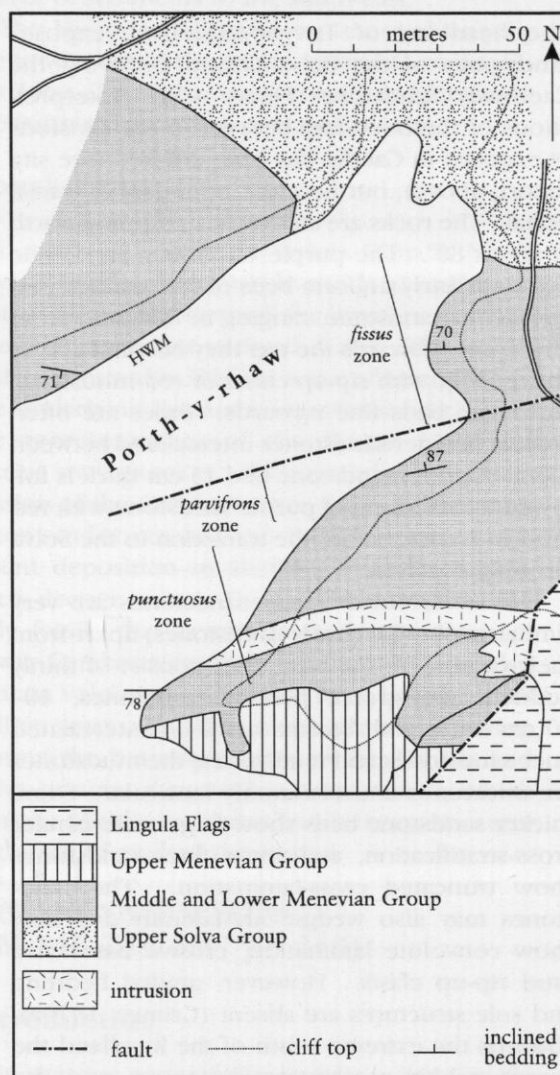 metres 50 N
fissus
zone
70
HWM
71
Porth-y-rhaw
87
parvifrons
zone
punctuosus
zone
78
Lingula Flags
Upper Menevian Group
Middle and Lower Menevian Group
Upper Solva Group
intrusion
fault
cliff top
inclined
bedding